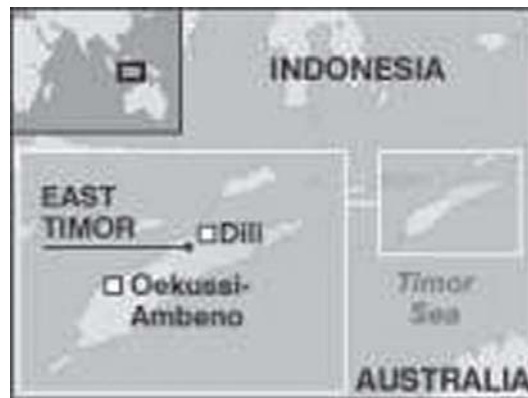 INDONESIA
EAST
TIMOR
Dili
Oekussi-
Ambeno
Timor
Sea
AUSTRALIA